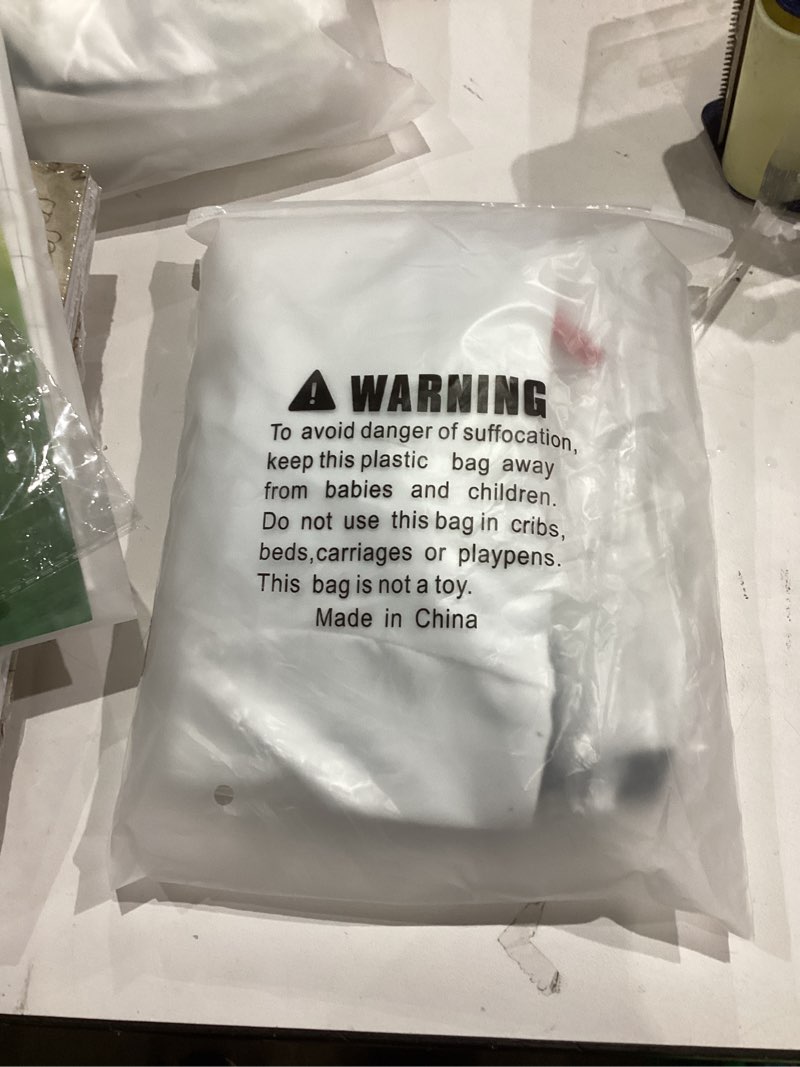 WARNING
To avoid danger of suffocation,
keep this plastic bag away
from babies and children.
Do not use this bag in cribs,
beds,carriages or playpens.
This bag is not a toy.
Made in China